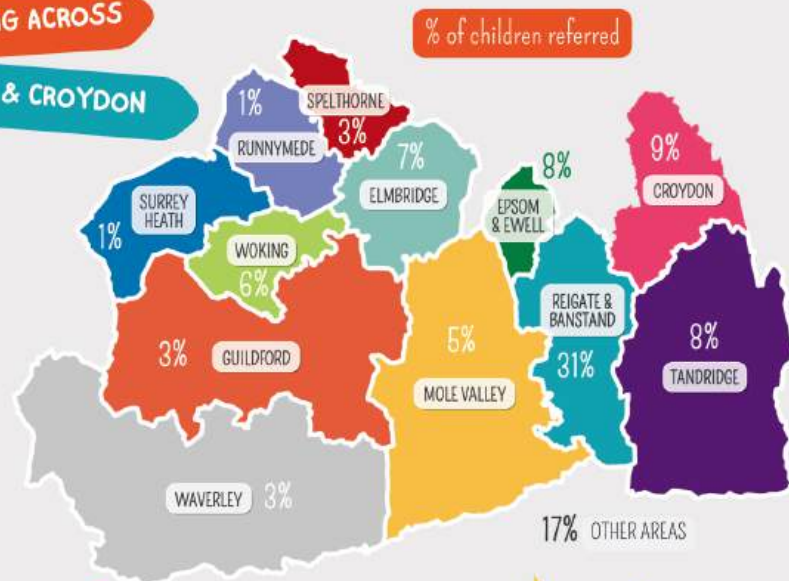 G ACROSS
& CROYDON
% of children referred
1%
RUNNYMEDE
SPELTHORNE
3%
7%
ELMBRIDGE
8%
EPSOM
& EWELL
9%
CROYDON
SURREY
HEATH
1%
WOKING
6%
REIGATE &
BANSTAND
31%
8%
TANDRIDGE
3% GUILDFORD
5%
MOLE VALLEY
WAVERLEY 3%
17% OTHER AREAS